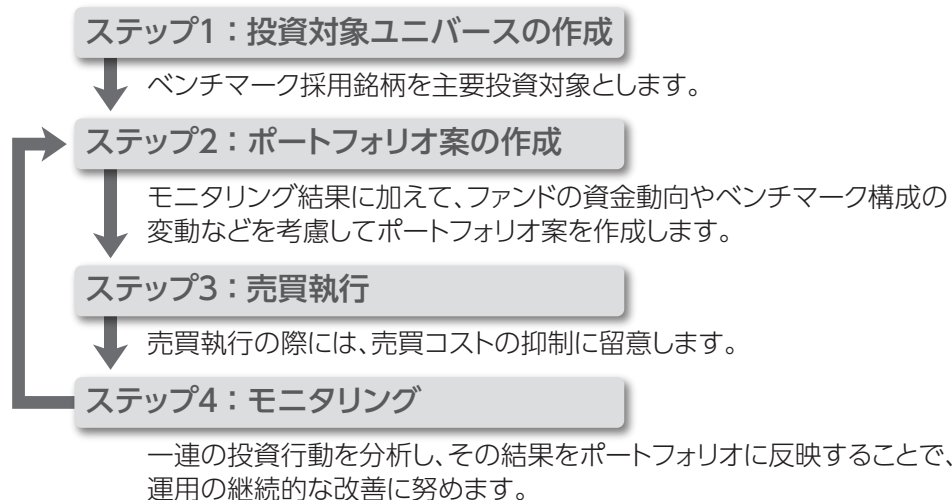 ステップ1：投資対象ユニバースの作成
ベンチマーク採用銘柄を主要投資対象とします。
ステップ2：ポートフォリオ案の作成
モニタリング結果に加えて、ファンドの資金動向やベンチマーク構成の
変動などを考慮してポートフォリオ案を作成します。
ステップ3：売買執行
売買執行の際には、売買コストの抑制に留意します。
ステップ4：モニタリング
一連の投資行動を分析し、その結果をポートフォリオに反映することで、
運用の継続的な改善に努めます。